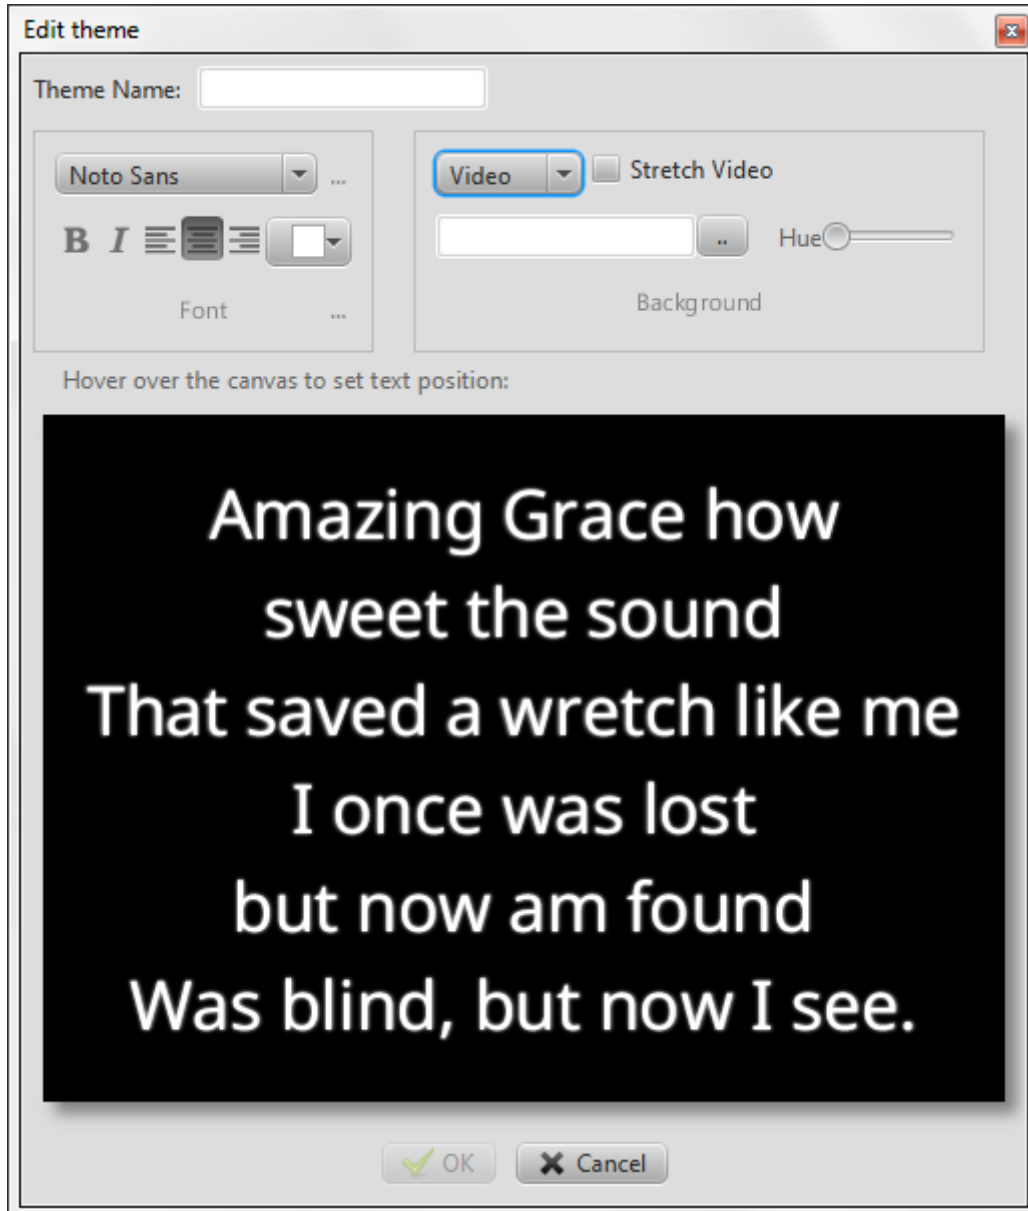 Edit theme
Theme Name:
Noto Sans ...
Video Stretch Video
B I .. Hue
Font ...
Background
Hover over the canvas to set text position:
Amazing Grace how
sweet the sound
That saved a wretch like me
I once was lost
but now am found
Was blind, but now I see.
OK Cancel